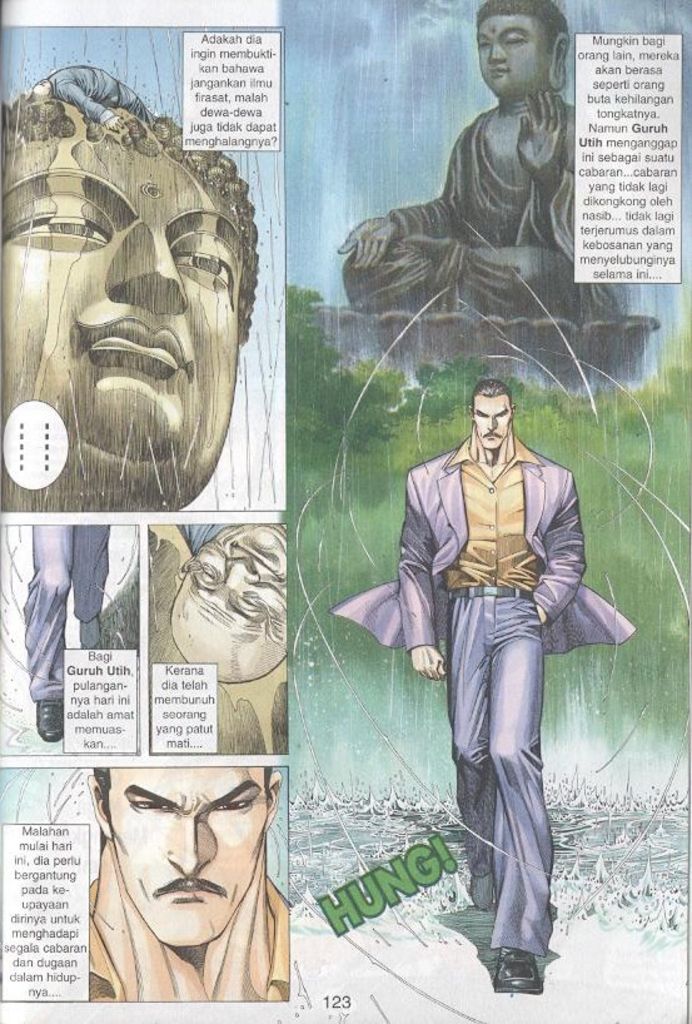 Adakah dia
ingin membukti-
kan bahawa
jangankan ilmu
firasat, malah
dewa-dewa
juga tidak dapat
menghalangnya?
Mungkin bagi
orang lain, mereka
akan berasa
seperti orang
buta kehilangan
tongkatnya.
Namun Guruh
Utih menganggap
ini sebagai suatu
cabaran...cabaran
yang tidak lagi
dikongkong oleh
nasib... tidak lagi
terjerumus dalam
kebosanan yang
menyelubunginya
selama ini....
Bagi
Guruh Utih,
pulangan-
nya hari ini
adalah amat
memuas-
kan....
Kerana
dia telah
membunuh
seorang
yang patut
mati....
Malahan
mulai hari
ini, dia perlu
bergantung
pada ke-
upayaan
dirinya untuk
menghadapi
segala cabaran
dan dugaan
dalam hidup-
nya....
HUNG!
123